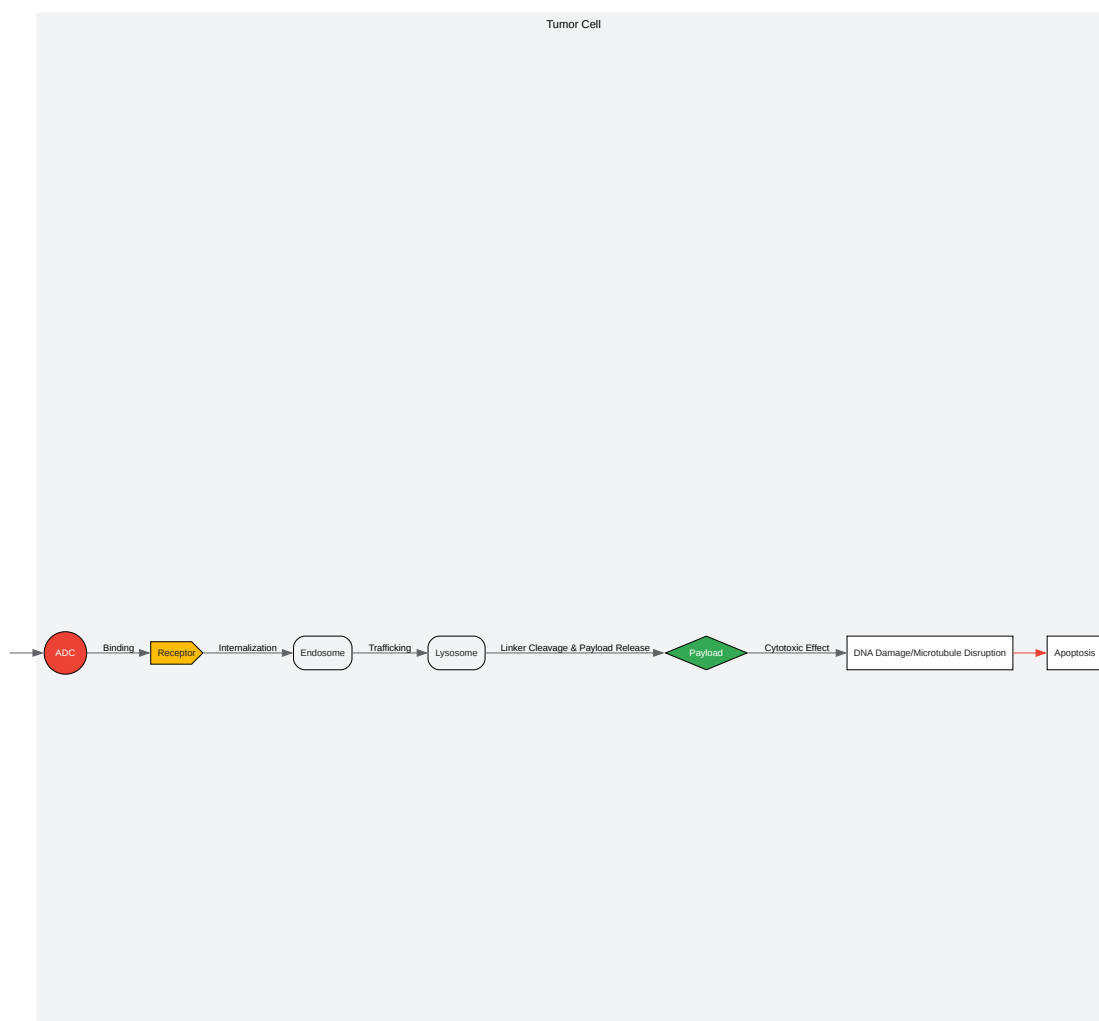 Tumor Cell
ADC
Binding
Receptor
Internalization
Endosome
Trafficking
Lysosome
Linker Cleavage & Payload Release
Payload
Cytotoxic Effect
DNA Damage/Microtubule Disruption
Apoptosis